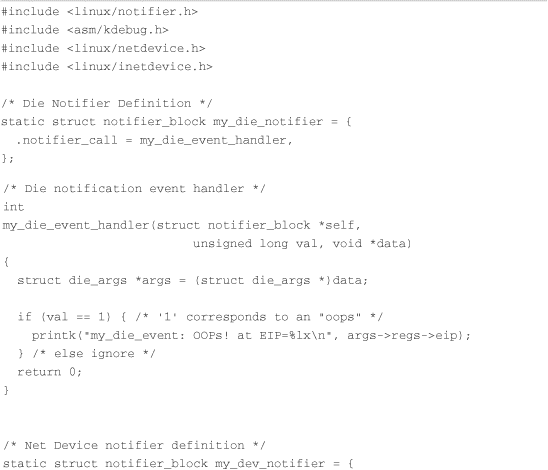 #include <linux/notifier.h>
#include <asm/kdebug.h>
#include <linux/netdevice.h>
#include <linux/inetdevice.h>
/* Die Notifier Definition */
static struct notifier_block my_die_notifier = {
  .notifier_call = my_die_event_handler,
};
/* Die notification event handler */
int
my_die_event_handler(struct notifier_block *self,
                          unsigned long val, void *data)
{
  struct die_args *args = (struct die_args *)data;
  if (val == 1) { /* '1' corresponds to an "oops" */
    printk("my_die_event: OOPs! at EIP=%lx\n", args->regs->eip);
  } /* else ignore */
  return 0;
}
/* Net Device notifier definition */
static struct notifier_block my_dev_notifier = {